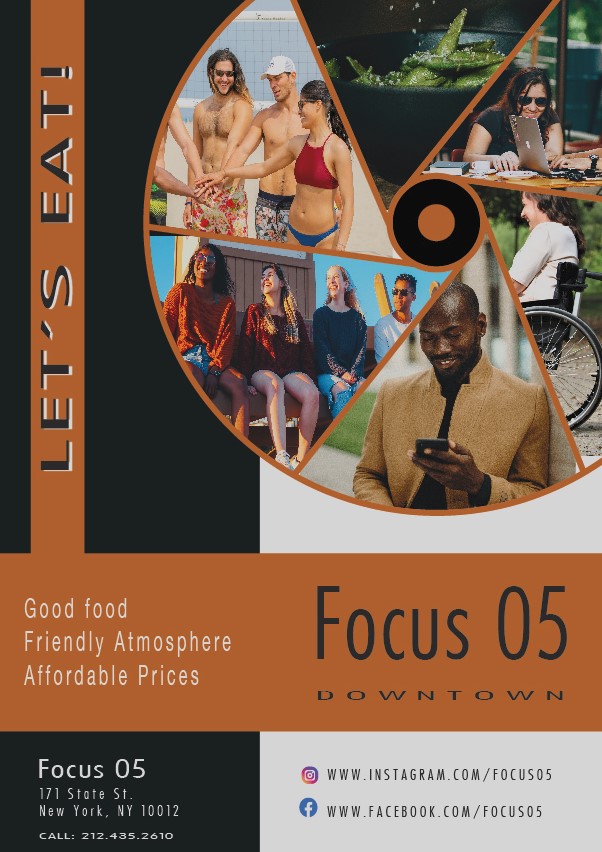 LET'S EAT!
Good food
Friendly Atmosphere
Affordable Prices
Focus 05
DOWNTOWN
Focus 05
171 State St.
New York, NY 10012
CALL: 212.435.2610
WWW.INSTAGRAM.COM/FOCUS05
WWW.FACEBOOK.COM/FOCUS05